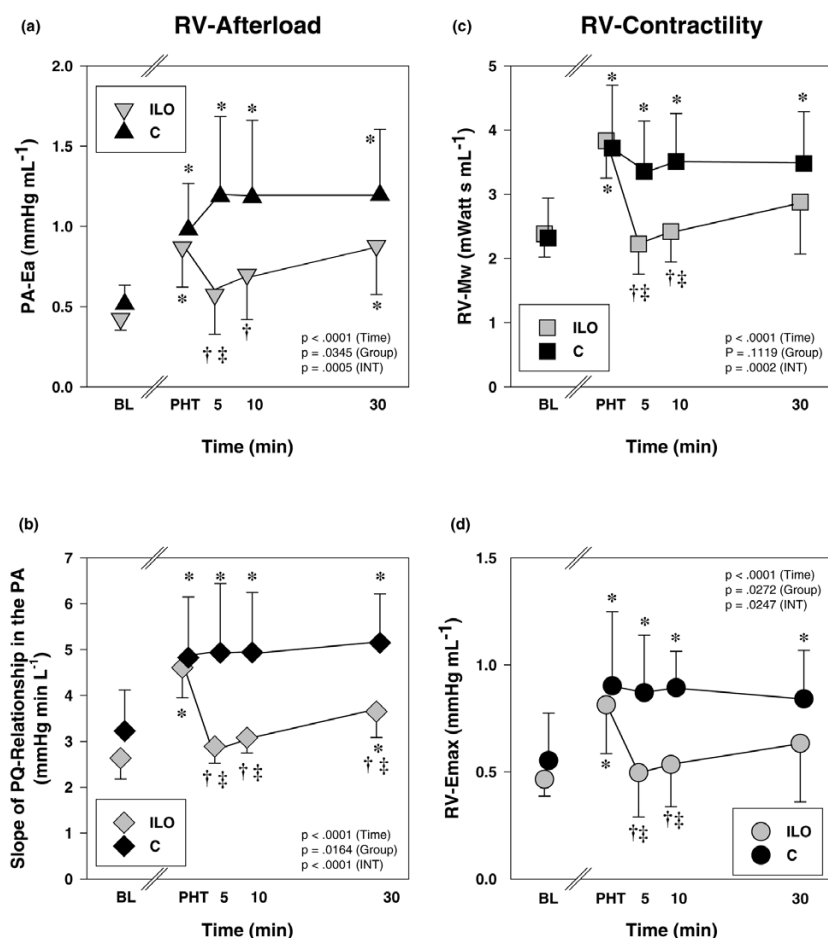 (a)
RV-Afterload
2.0
1.5
1.0
0.5
0.0
PA-Ea (mmHg mL⁻¹)
ILO
C
*
*
*
*
*
*
†‡
†
p < .0001 (Time)
p = .0345 (Group)
p = .0005 (INT)
BL PHT 5 10 30
Time (min)
(c)
RV-Contractility
5
4
3
2
1
0
RV-Mw (mWatt s mL⁻¹)
*
*
*
*
*
†‡
†‡
ILO
C
p < .0001 (Time)
P = .1119 (Group)
p = .0002 (INT)
BL PHT 5 10 30
Time (min)
(b)
7
6
5
4
3
2
1
0
Slope of PQ-Relationship in the PA
(mmHg min L⁻¹)
* * * *
*
*
†‡ †‡ †‡
ILO
C
p < .0001 (Time)
p = .0164 (Group)
p < .0001 (INT)
BL PHT 5 10 30
Time (min)
(d)
1.5
1.0
0.5
0.0
RV-Emax (mmHg mL⁻¹)
p < .0001 (Time)
p = .0272 (Group)
p = .0247 (INT)
*
*
*
*
*
†‡
†‡
ILO
C
BL PHT 5 10 30
Time (min)